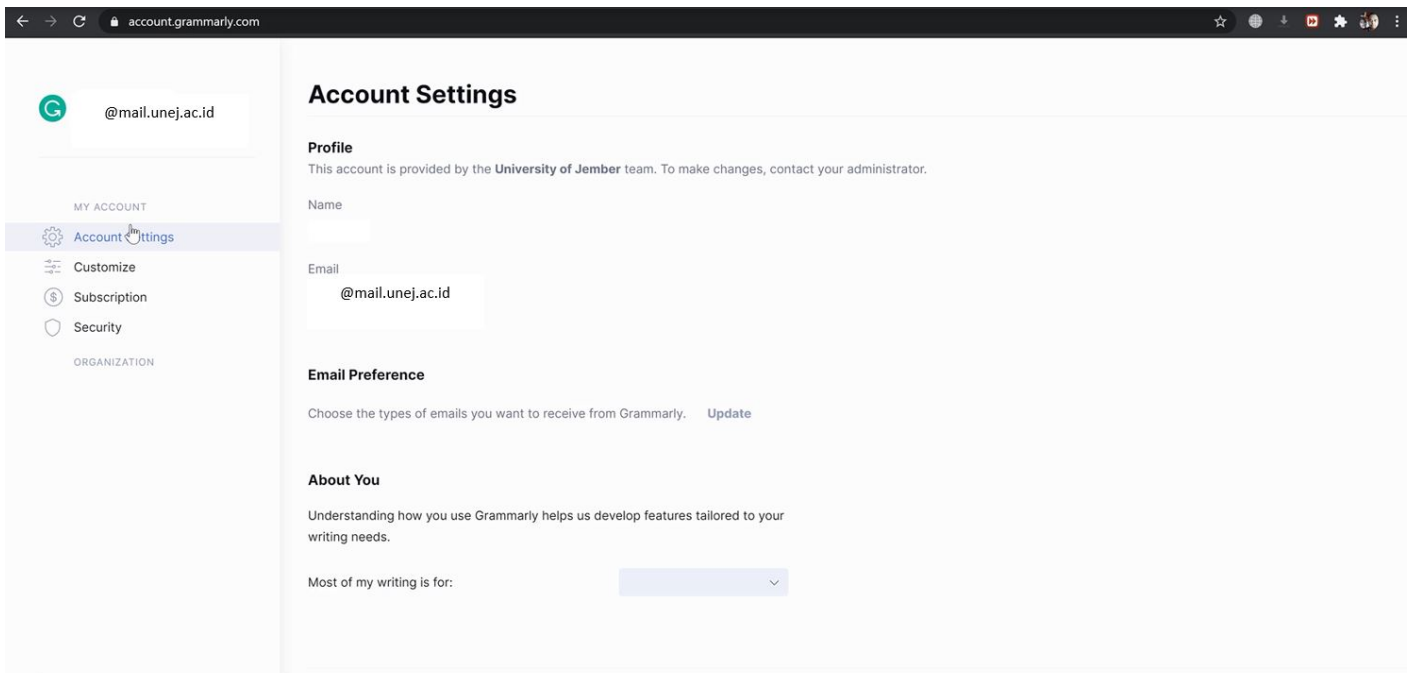 account.grammarly.com
@mail.unej.ac.id
MY ACCOUNT
Account ttings
Customize
Subscription
Security
ORGANIZATION
Account Settings
Profile
This account is provided by the University of Jember team. To make changes, contact your administrator.
Name
Email
@mail.unej.ac.id
Email Preference
Choose the types of emails you want to receive from Grammarly. Update
About You
Understanding how you use Grammarly helps us develop features tailored to your
writing needs.
Most of my writing is for: